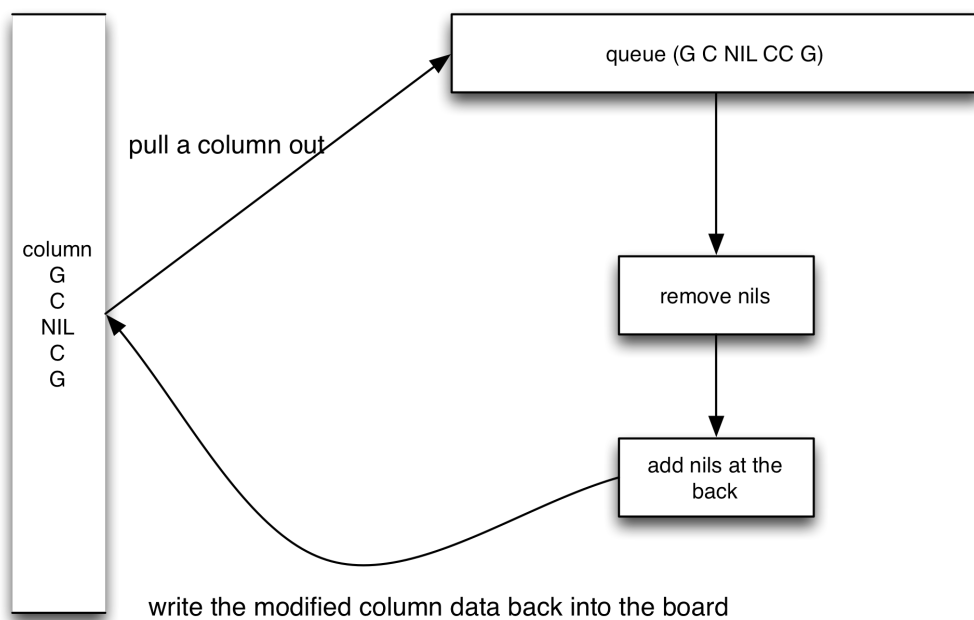 queue (G C NIL CC G)
pull a column out
column
G
C
NIL
C
G
remove nils
add nils at the
back
write the modified column data back into the board